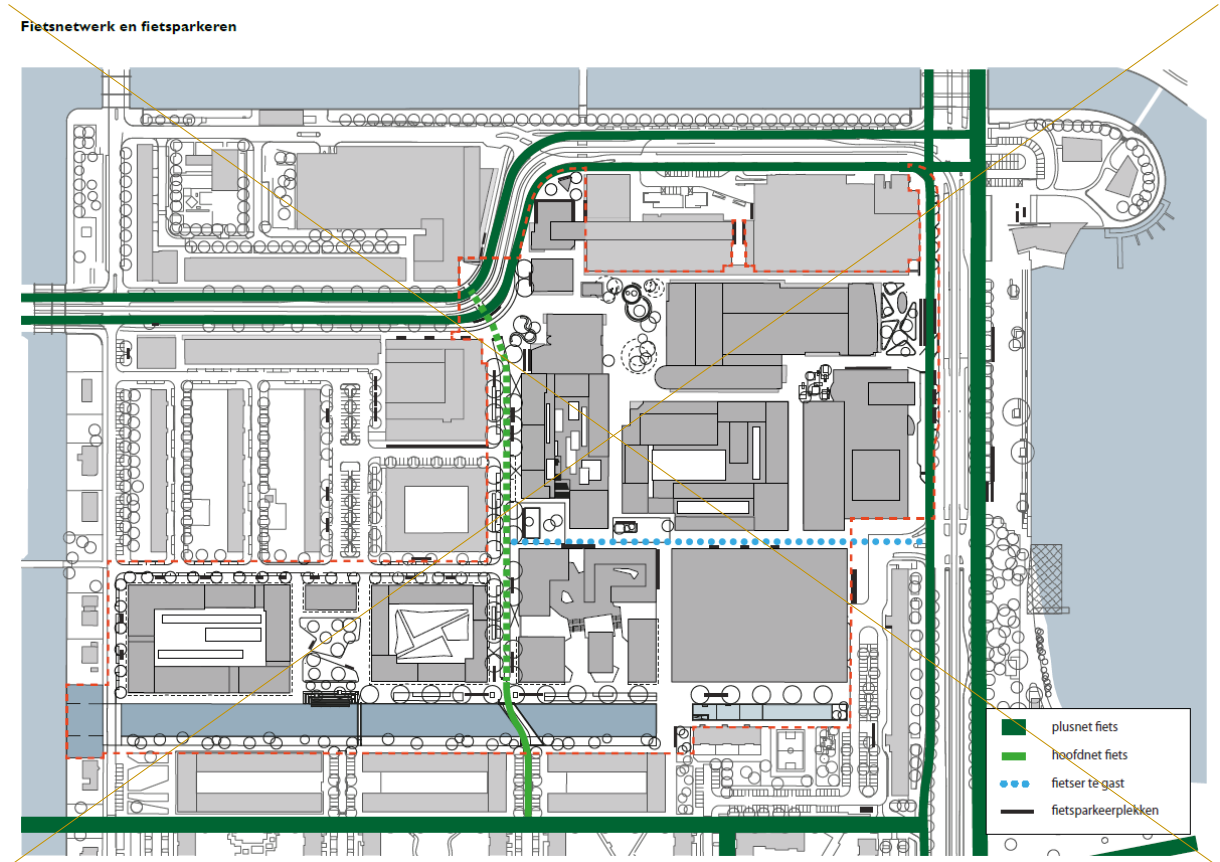 Fietsnetwerk en fietsparkeren
plusnet fiets
hoofdnet fiets
fietser te gast
fietsparkeerplekken